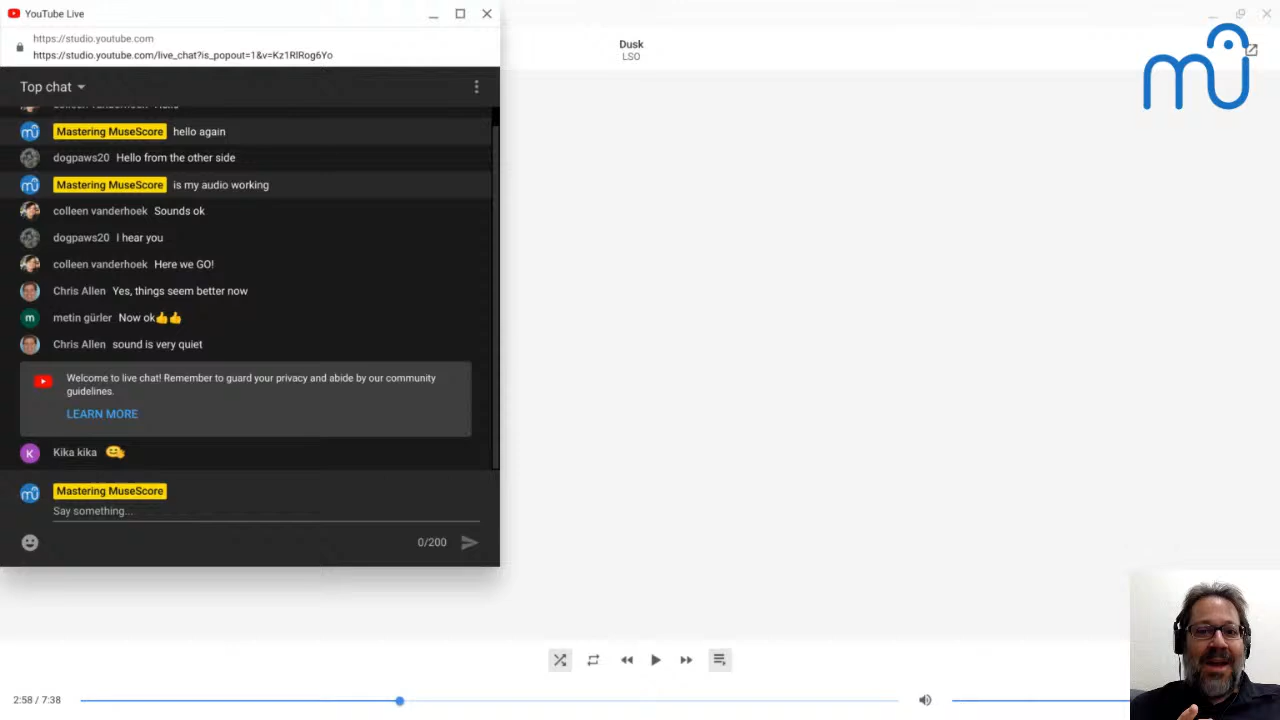 YouTube Live
https://studio.youtube.com
https://studio.youtube.com/live_chat?is_popout=1&v=Kz1RlRog6Yo
Dusk
LSO
Top chat
Mastering MuseScore hello again
dogpaws20 Hello from the other side
Mastering MuseScore is my audio working
colleen vanderhoek Sounds ok
dogpaws20 I hear you
colleen vanderhoek Here we GO!
Chris Allen Yes, things seem better now
m metin gürler Now ok👍👍
Chris Allen sound is very quiet
Welcome to live chat! Remember to guard your privacy and abide by our community
guidelines.
LEARN MORE
K Kika kika 😊
Mastering MuseScore
Say something...
0/200
2:58 / 7:38